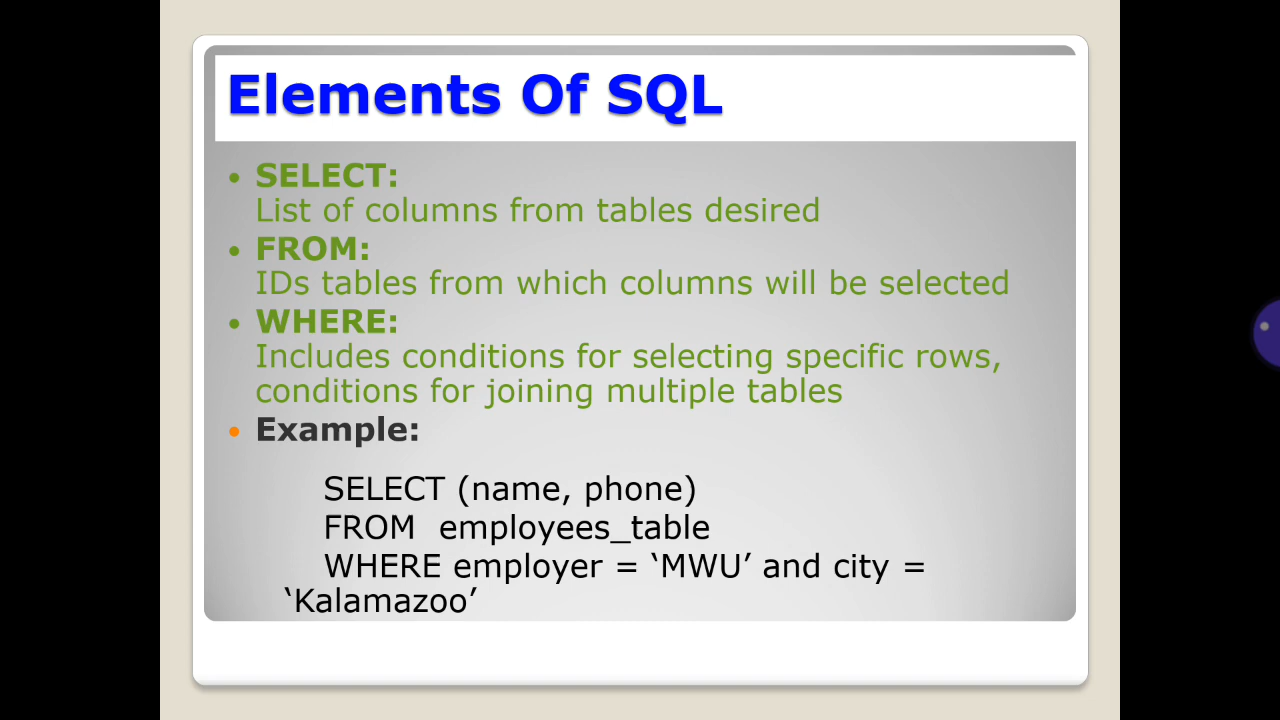 Elements Of SQL
SELECT:
List of columns from tables desired
FROM:
IDs tables from which columns will be selected
WHERE:
Includes conditions for selecting specific rows,
conditions for joining multiple tables
Example:
SELECT (name, phone)
FROM employees_table
WHERE employer = ‘MWU’ and city =
‘Kalamazoo’